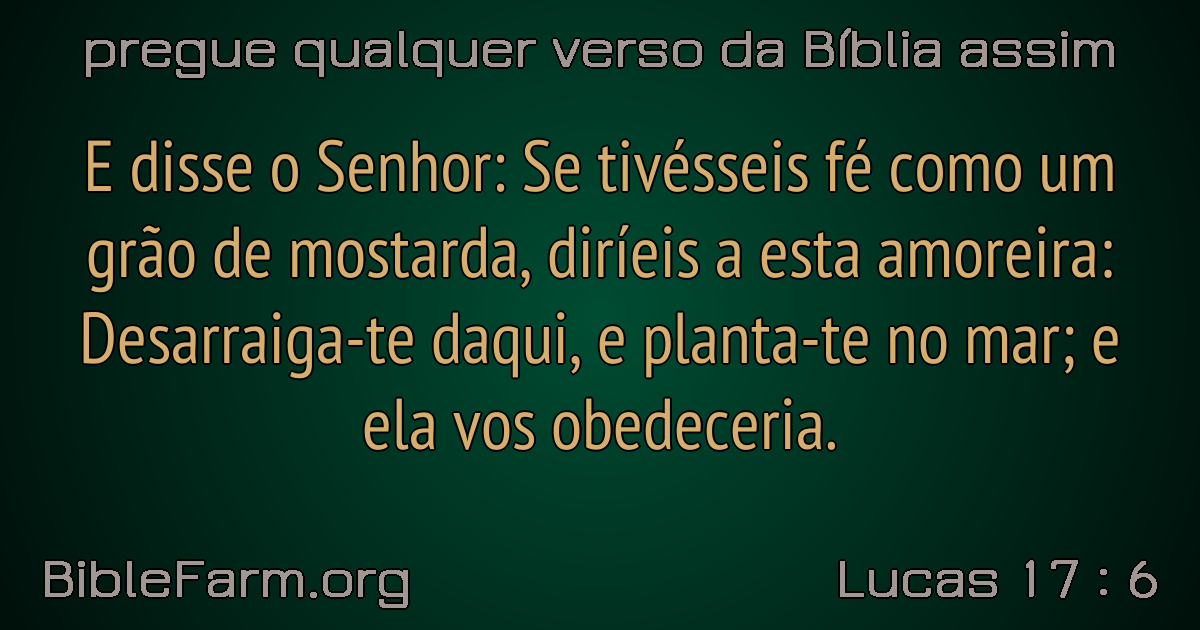 pregue qualquer verso da Bíblia assim
E disse o Senhor: Se tivésseis fé como um
grão de mostarda, diríeis a esta amoreira:
Desarraiga-te daqui, e planta-te no mar; e
ela vos obedeceria.
BibleFarm.org
Lucas 17 : 6